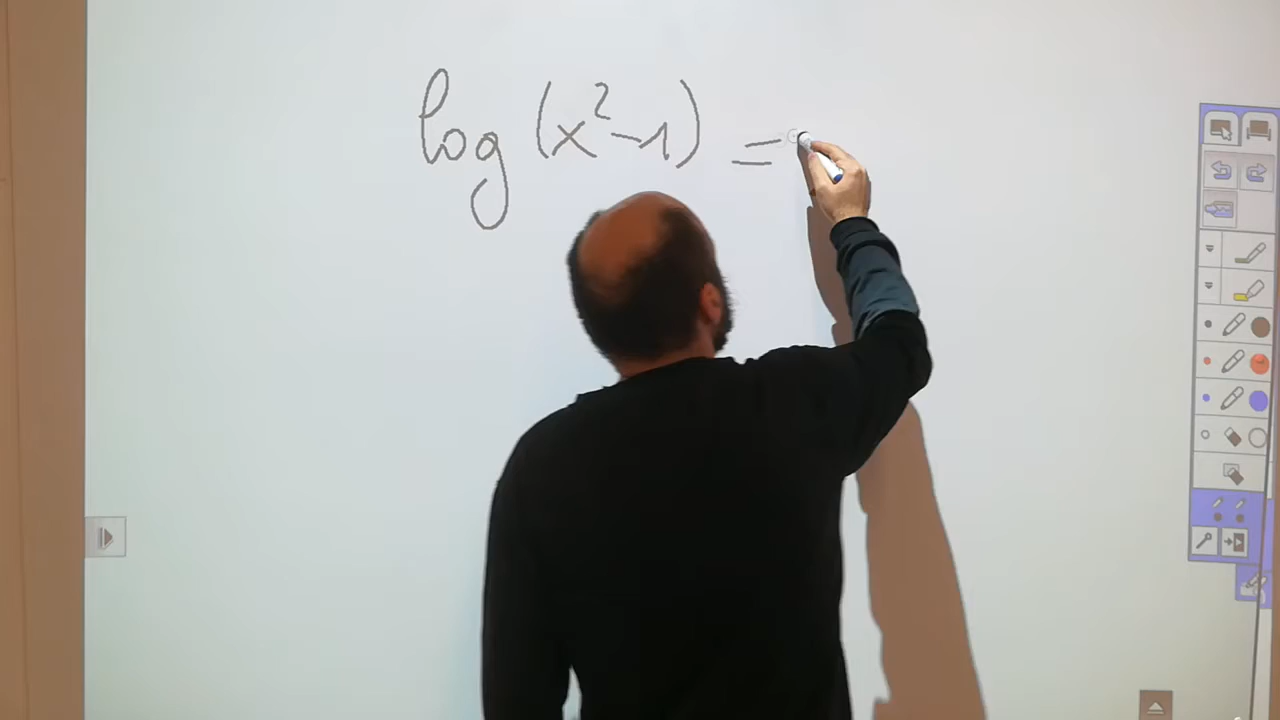 log (x²-1) =